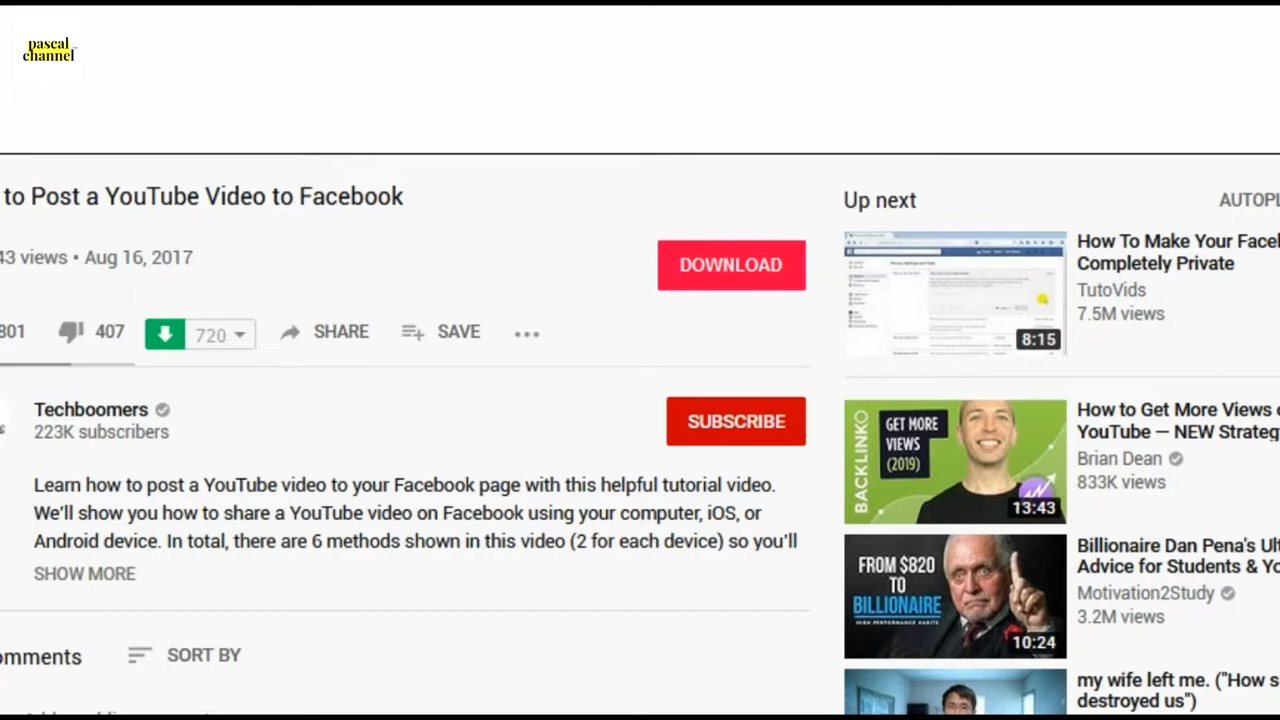 pascal
channel
to Post a YouTube Video to Facebook
43 views • Aug 16, 2017
DOWNLOAD
801
407
720
SHARE
SAVE
Techboomers
223K subscribers
SUBSCRIBE
Learn how to post a YouTube video to your Facebook page with this helpful tutorial video.
We'll show you how to share a YouTube video on Facebook using your computer, iOS, or
Android device. In total, there are 6 methods shown in this video (2 for each device) so you'll
SHOW MORE
omments
SORT BY
Up next
AUTOPL
8:15
How To Make Your Faceb
Completely Private
TutoVids
7.5M views
BACKLINKO
GET MORE
VIEWS
(2019)
13:43
How to Get More Views o
YouTube — NEW Strateg
Brian Dean
833K views
FROM $820
TO
BILLIONAIRE
HIGH PERFORMANCE HABITS
10:24
Billionaire Dan Pena's Ult
Advice for Students & Yo
Motivation2Study
3.2M views
my wife left me. ("How s
destroyed us")